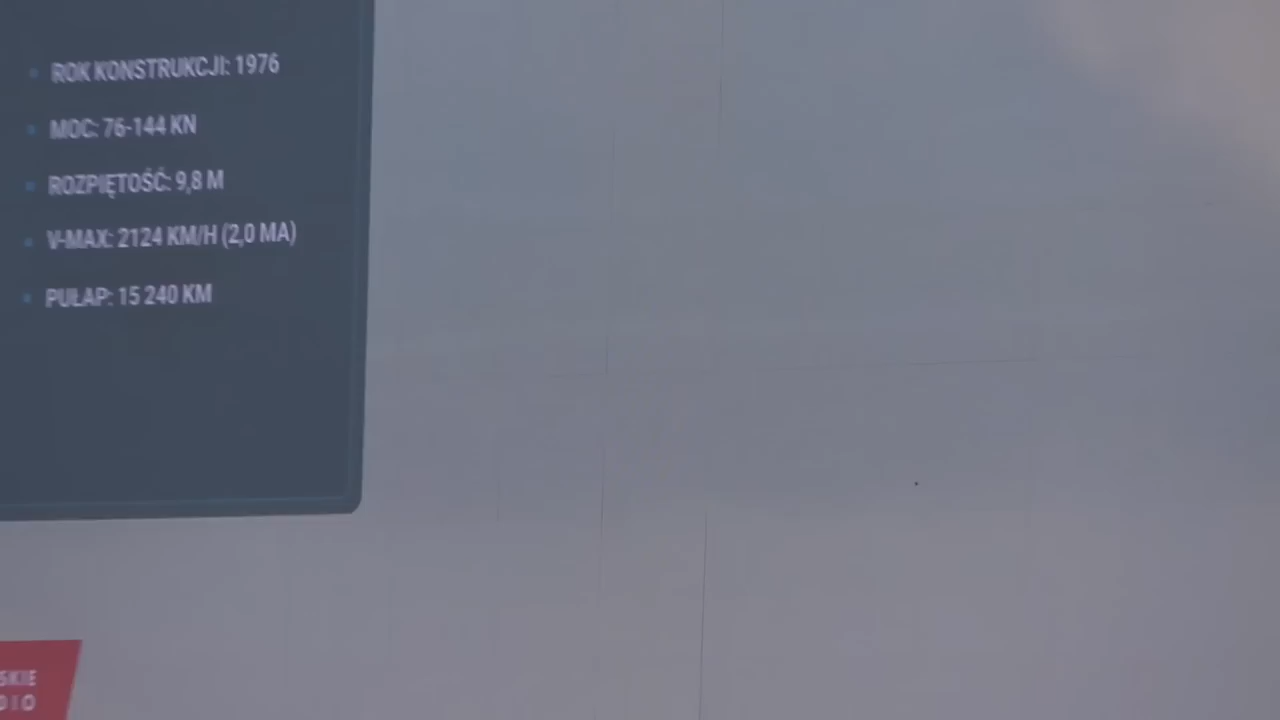 ROK KONSTRUKCJI: 1976
MOC: 76-144 KN
ROZPIĘTOŚĆ: 9,8 M
V-MAX: 2124 KM/H (2,0 MA)
PUŁAP: 15 240 KM
SKIE
DIO